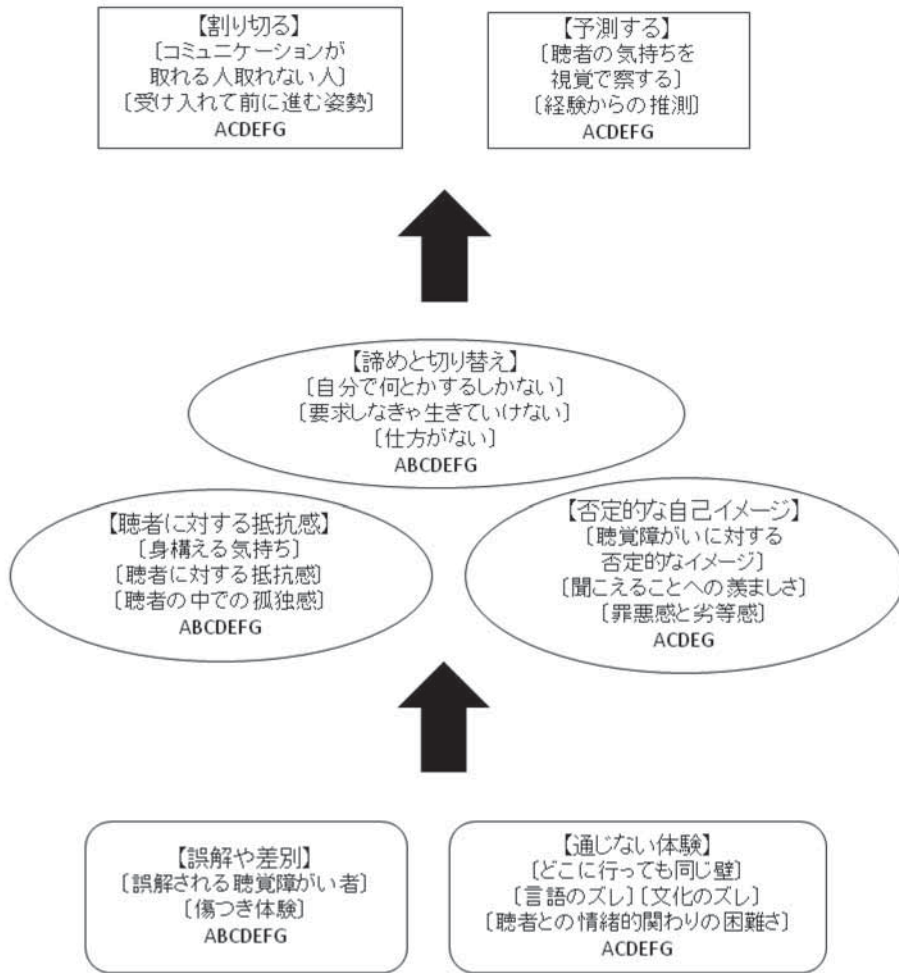 【割り切る】
〔コミュニケーションが
取れる人取れない人〕
〔受け入れて前に進む姿勢〕
ACDEFG
【予測する】
〔聴者の気持ちを
視覚で察する〕
〔経験からの推測〕
ACDEFG
【諦めと切り替え】
〔自分で何とかするしかない〕
〔要求しなきゃ生きていけない〕
〔仕方がない〕
ABCDEFG
【聴者に対する抵抗感】
〔身構える気持ち〕
〔聴者に対する抵抗感〕
〔聴者の中での孤独感〕
ABCDEFG
【否定的な自己イメージ】
〔聴覚障がいに対する
否定的なイメージ〕
〔聞こえることへの羨ましさ〕
〔罪悪感と劣等感〕
ACDEG
【誤解や差別】
〔誤解される聴覚障がい者〕
〔傷つき体験〕
ABCDEFG
【通じない体験】
〔どこに行っても同じ壁〕
〔言語のズレ〕〔文化のズレ〕
〔聴者との情緒的関わりの困難さ〕
ACDEFG